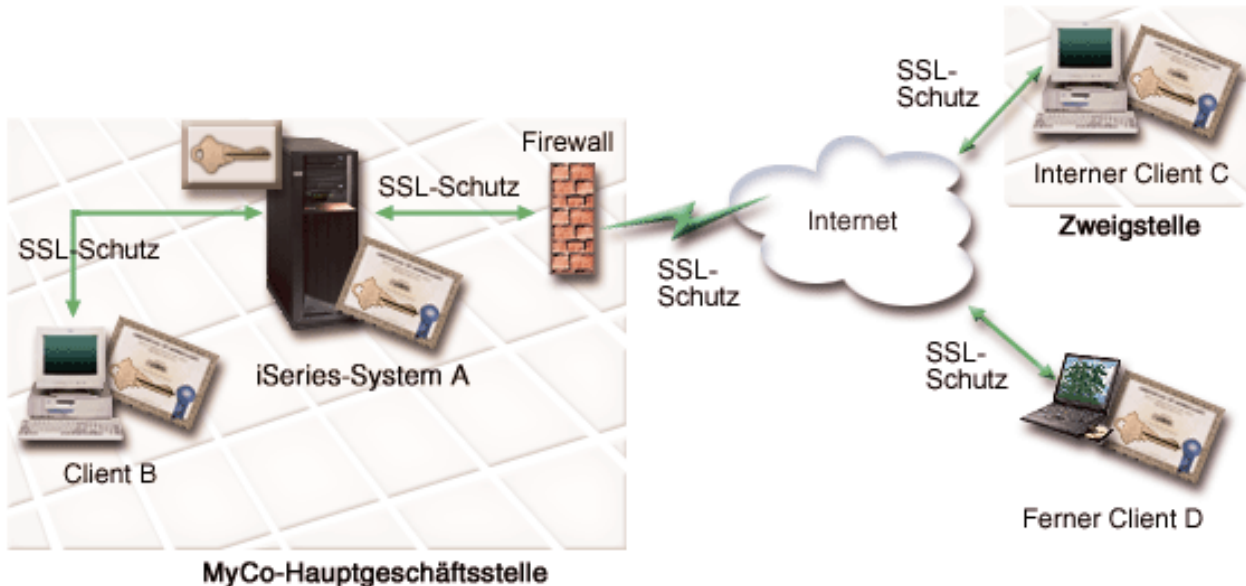 SSL-Schutz
iSeries-System A
Client B
SSL-Schutz
Firewall
MyCo-Hauptgeschäftsstelle
SSL-
Schutz
Internet
SSL-
Schutz
Interner Client C
Zweigstelle
SSL-
Schutz
Ferner Client D